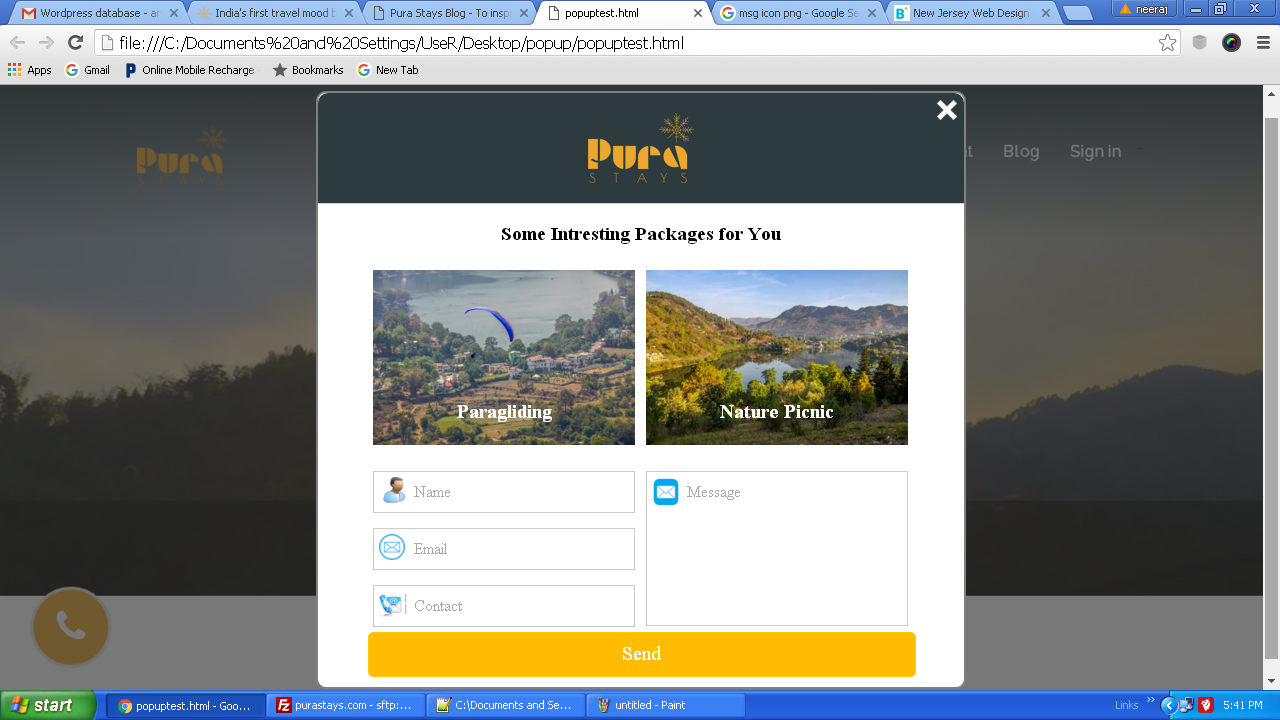 Wordpress database - ar
India's first travel mood b
Pura Stays Blog - To insp
popuptest.html
msg icon png - Google Se
New Jersey Web Design
neeraj
file:///C:/Documents%20and%20Settings/UseR/Desktop/popup/popuptest.html
Apps Gmail Online Mobile Recharge Bookmarks New Tab
Pura
STAYS
Blog Sign in
Pura
STAYS
Some Intresting Packages for You
Paragliding Nature Picnic
Name Message
Email
Contact
Send
start popuptest.html - Goo... purastays.com - sftp:... C:\Documents and Se... untitled - Paint Links 5:41 PM